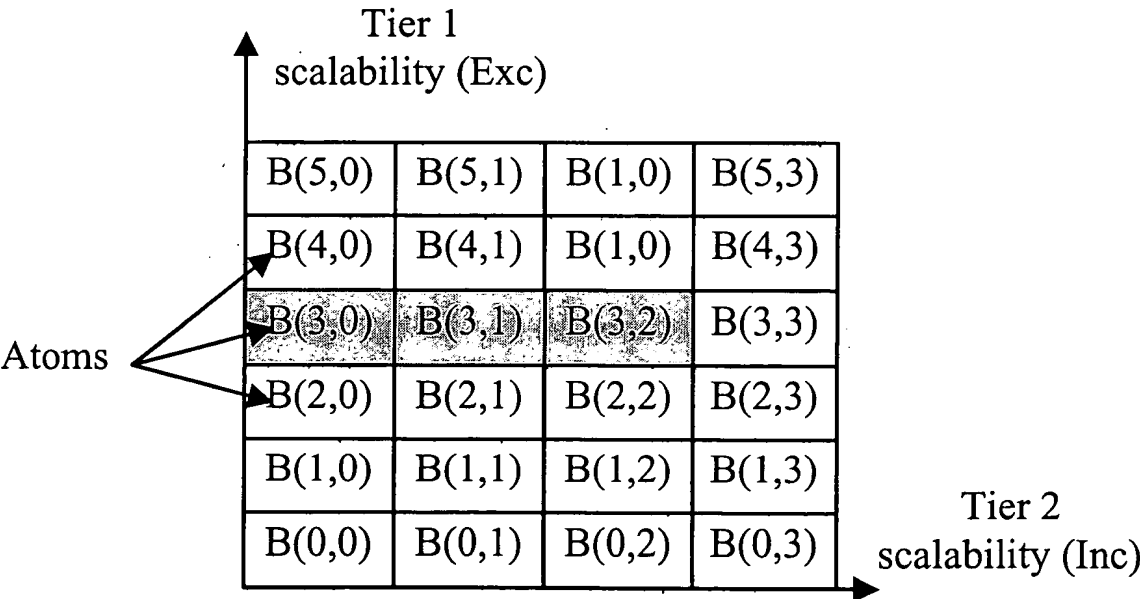 Tier 1
scalability (Exc)
B(5,0) B(5,1) B(1,0) B(5,3)
B(4,0) B(4,1) B(1,0) B(4,3)
B(3,0) B(3,1) B(3,2) B(3,3)
Atoms
B(2,0) B(2,1) B(2,2) B(2,3)
B(1,0) B(1,1) B(1,2) B(1,3)
B(0,0) B(0,1) B(0,2) B(0,3)
Tier 2
scalability (Inc)